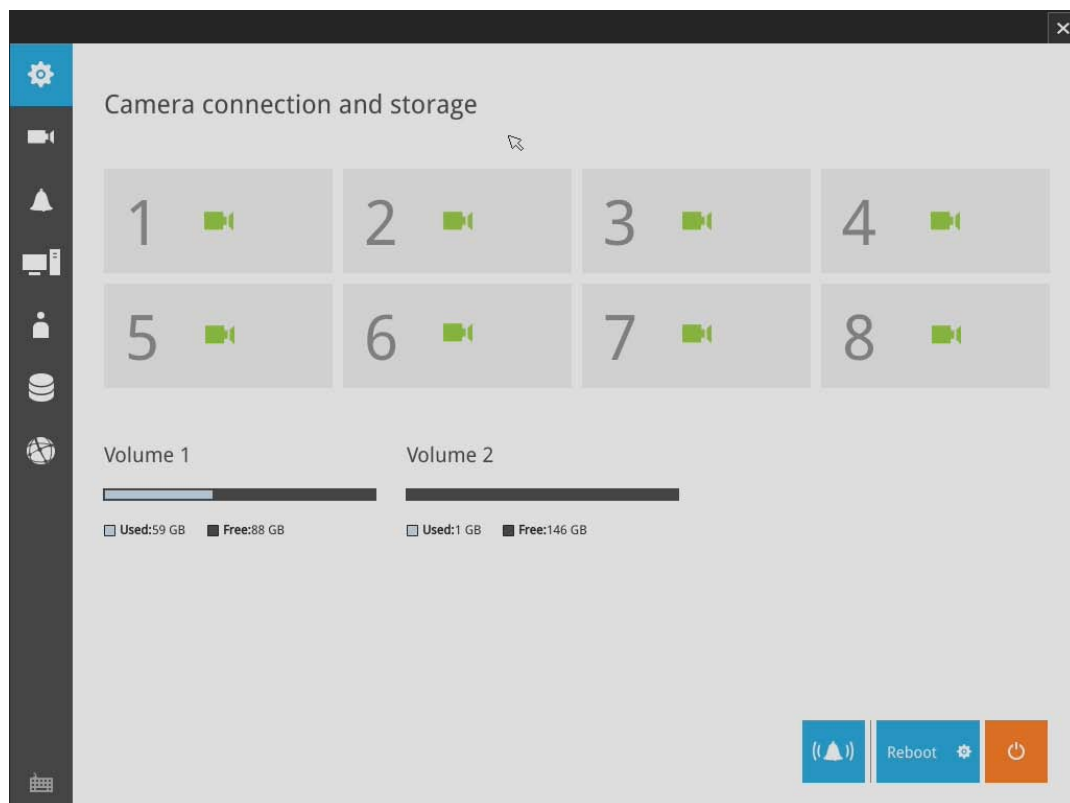 Camera connection and storage
1 2 3 4
5 6 7 8
Volume 1 Volume 2
Used:59 GB Free:88 GB Used:1 GB Free:146 GB
Reboot